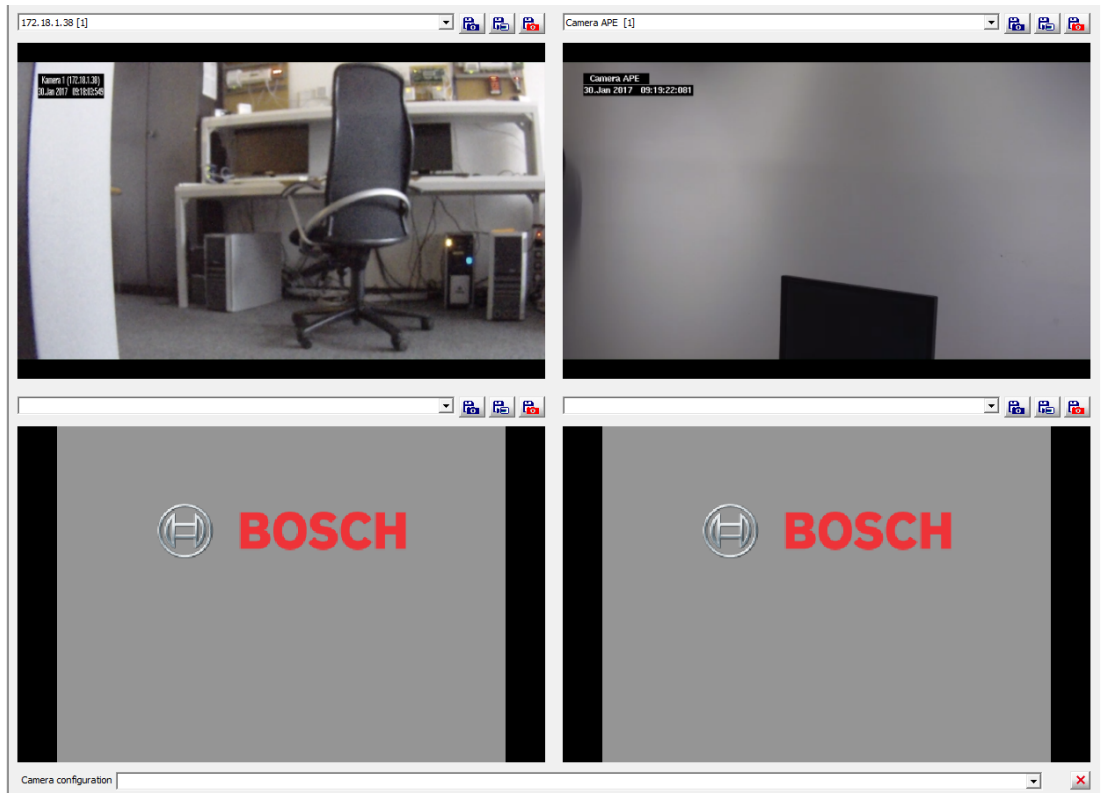 172.18.1.38 [1]
Camera APE [1]
Kamera 1 (172.18.1.38)
30.Jan 2017 09:18:03:549
Camera APE
30.Jan 2017 09:19:22:081
BOSCH
BOSCH
Camera configuration